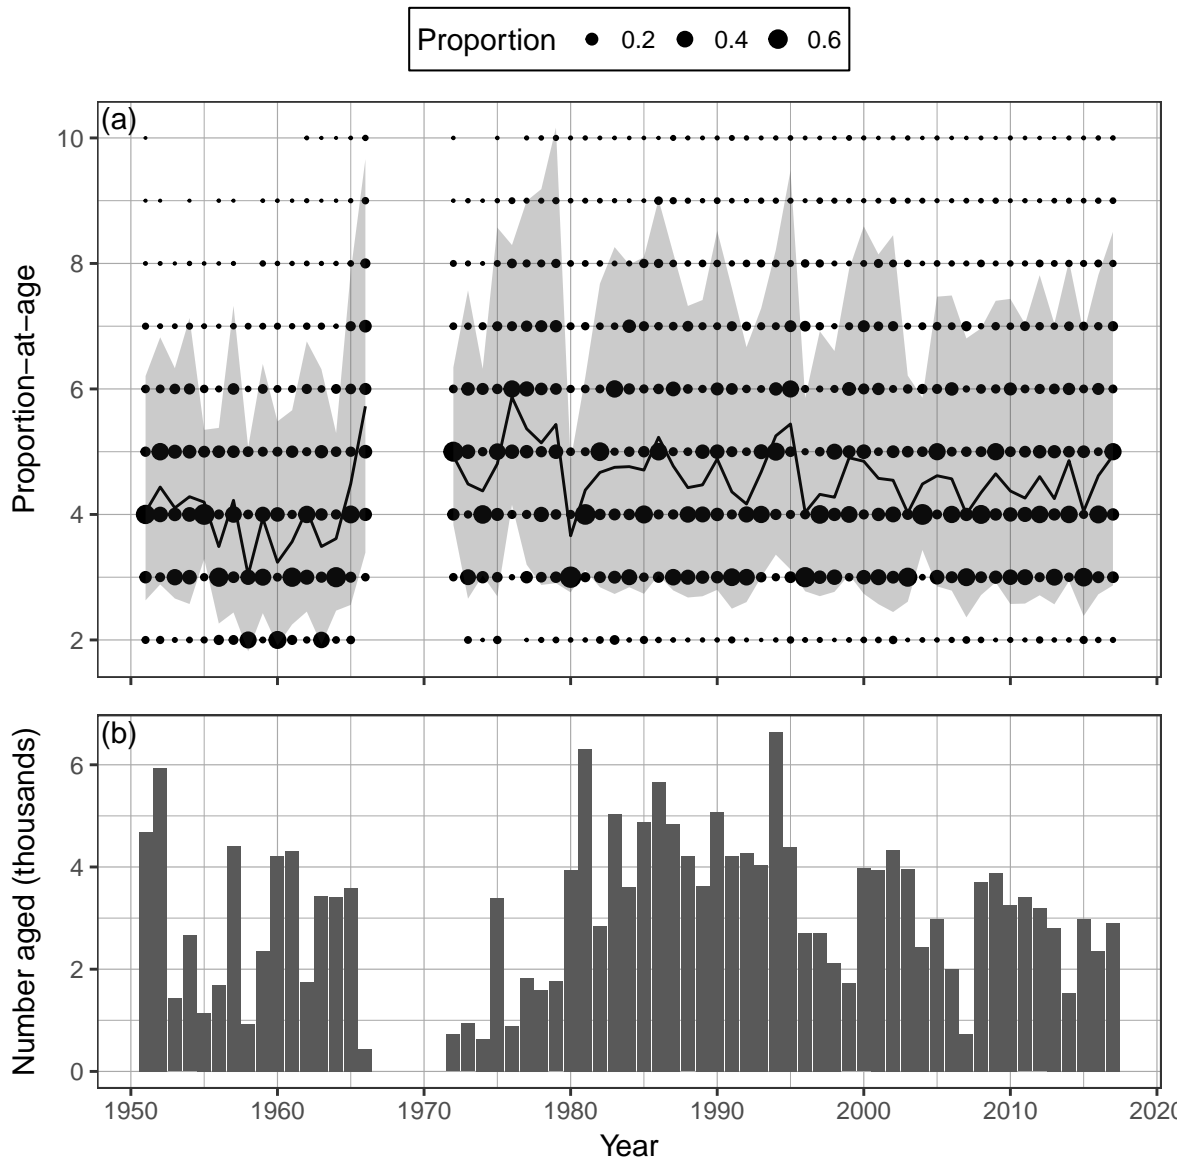 Proportion 0.2 0.4 0.6
(a)
10
8
6
4
2
Proportion−at−age
(b)
6
4
2
0
Number aged (thousands)
1950 1960 1970 1980 1990 2000 2010 2020
Year